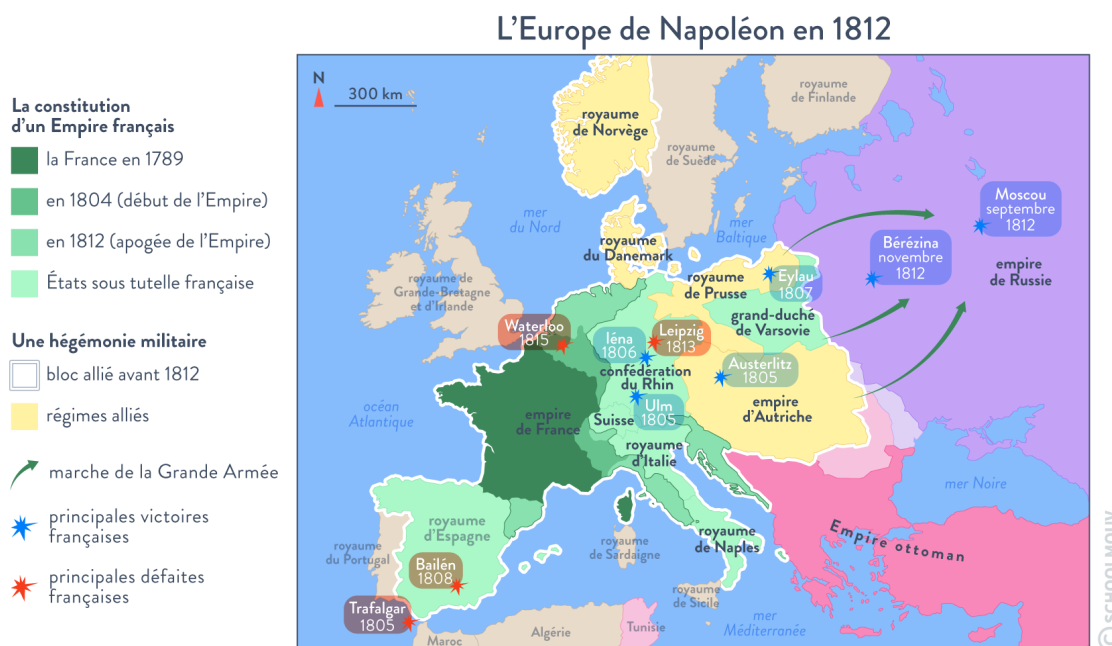 L'Europe de Napoléon en 1812
La constitution
d'un Empire français
la France en 1789
en 1804 (début de l'Empire)
en 1812 (apogée de l'Empire)
États sous tutelle française
Une hégémonie militaire
bloc allié avant 1812
régimes alliés
marche de la Grande Armée
principales victoires
françaises
principales défaites
françaises
N
300 km
royaume
de Norvège
royaume
de Suède
royaume
de Finlande
mer
du Nord
mer
Baltique
Moscou
septembre
1812
Bérézina
novembre
1812
empire
de Russie
royaume
du Danemark
royaume de
Grande-Bretagne
et d'Irlande
royaume
de Prusse
Eylau
1807
grand-duché
de Varsovie
Waterloo
1815
Iéna
1806
Leipzig
1813
confédération
du Rhin
Austerlitz
1805
empire
d'Autriche
océan
Atlantique
empire
de France
Suisse
Ulm
1805
royaume
d'Italie
mer Noire
royaume
d'Espagne
royaume
du Portugal
royaume
de Sardaigne
royaume
de Naples
Empire ottoman
Bailén
1808
Trafalgar
1805
royaume
de Sicile
mer
Méditerranée
Maroc
Algérie
Tunisie
© SCHOOLMOUV